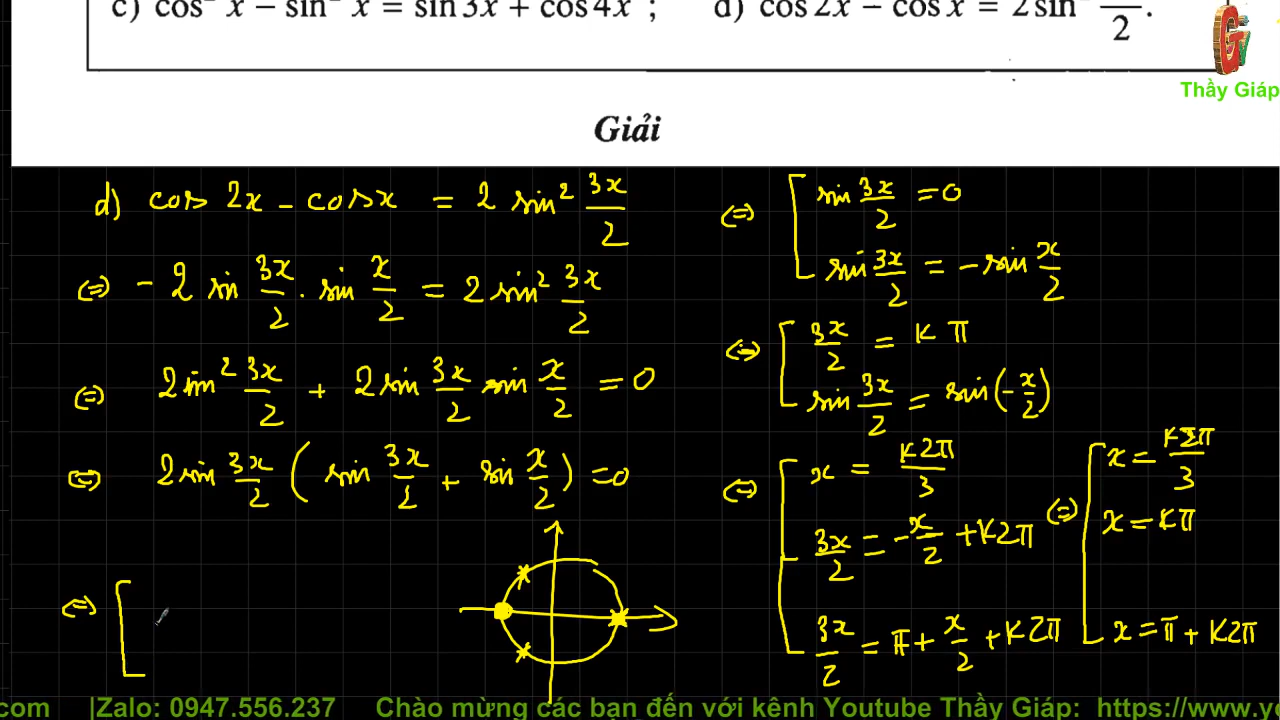 c) cos x − sin x = sin 3x + cos 4x ; d) cos 2x − cos x = 2 sin — 2 .
Thầy Giáp
Giải
d) cos 2x - cos x = 2 sin² 3x/2
⇔ - 2 sin 3x/2 . sin x/2 = 2 sin² 3x/2
⇔ 2 sin² 3x/2 + 2 sin 3x/2 sin x/2 = 0
⇔ 2 sin 3x/2 ( sin 3x/2 + sin x/2 ) = 0
⇔ [
⇔ [ sin 3x/2 = 0
sin 3x/2 = - sin x/2
⇔ [ 3x/2 = k π
sin 3x/2 = sin (- x/2)
⇔ [ x = k2π/3
3x/2 = - x/2 + k2π
3x/2 = π + x/2 + k2π
⇔ [ x = k2π/3
x = kπ
x = π + k2π
.com |Zalo: 0947.556.237 Chào mừng các bạn đến với kênh Youtube Thầy Giáp: https://www.yo